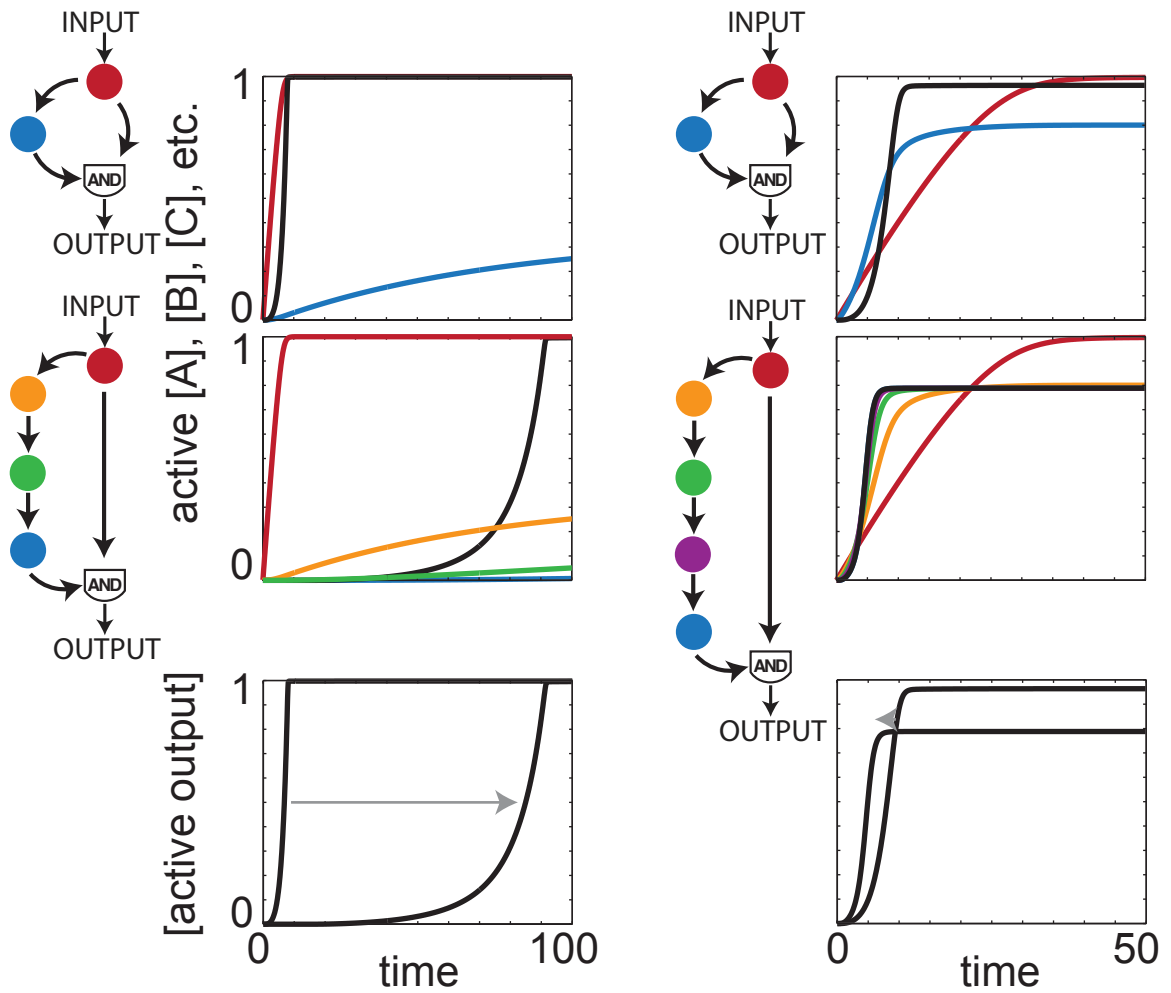 INPUT
AND
OUTPUT
INPUT
AND
OUTPUT
active [A], [B], [C], etc.
1
0
1
0
[active output]
1
0
0
100
time
INPUT
AND
OUTPUT
INPUT
AND
OUTPUT
0
50
time